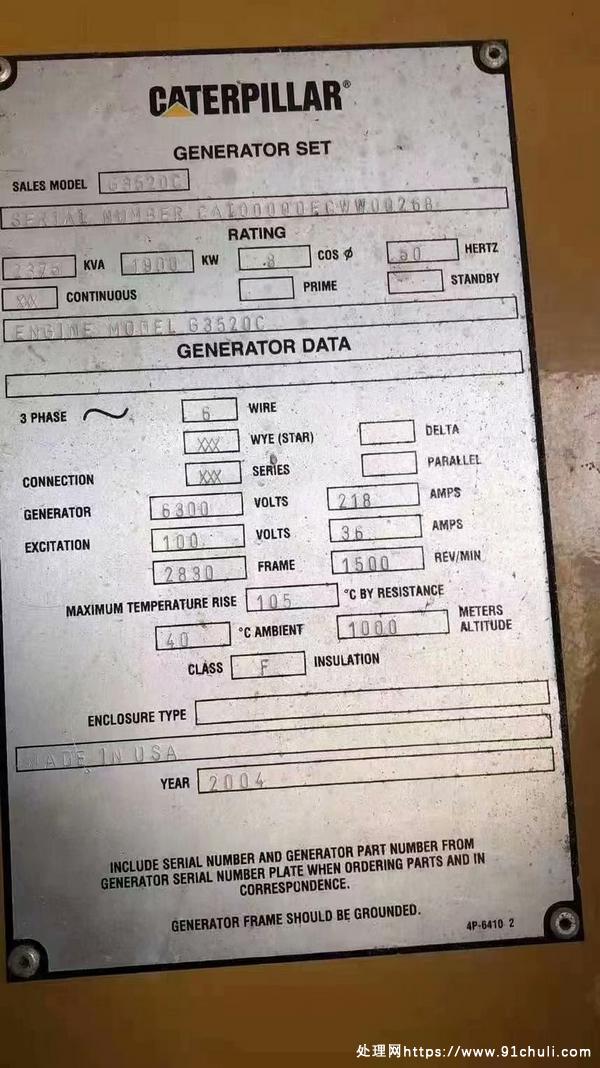 CATERPILLAR®
GENERATOR SET
SALES MODEL G3520C
SERIAL NUMBER CAT00000ECWW00268
RATING
2375 KVA 1900 KW .8 COS ϕ 50 HERTZ
XX CONTINUOUS PRIME STANDBY
ENGINE MODEL G3520C
GENERATOR DATA
3 PHASE 6 WIRE
XXX WYE (STAR) DELTA
CONNECTION XXX SERIES PARALLEL
GENERATOR 6300 VOLTS 218 AMPS
EXCITATION 100 VOLTS 36 AMPS
2830 FRAME 1500 REV/MIN
MAXIMUM TEMPERATURE RISE 105 °C BY RESISTANCE
40 °C AMBIENT 1000 METERS ALTITUDE
CLASS F INSULATION
ENCLOSURE TYPE
MADE IN USA
YEAR 2004
INCLUDE SERIAL NUMBER AND GENERATOR PART NUMBER FROM
GENERATOR SERIAL NUMBER PLATE WHEN ORDERING PARTS AND IN
CORRESPONDENCE.
GENERATOR FRAME SHOULD BE GROUNDED.
4P-6410 2
处理网https://www.91chuli.com